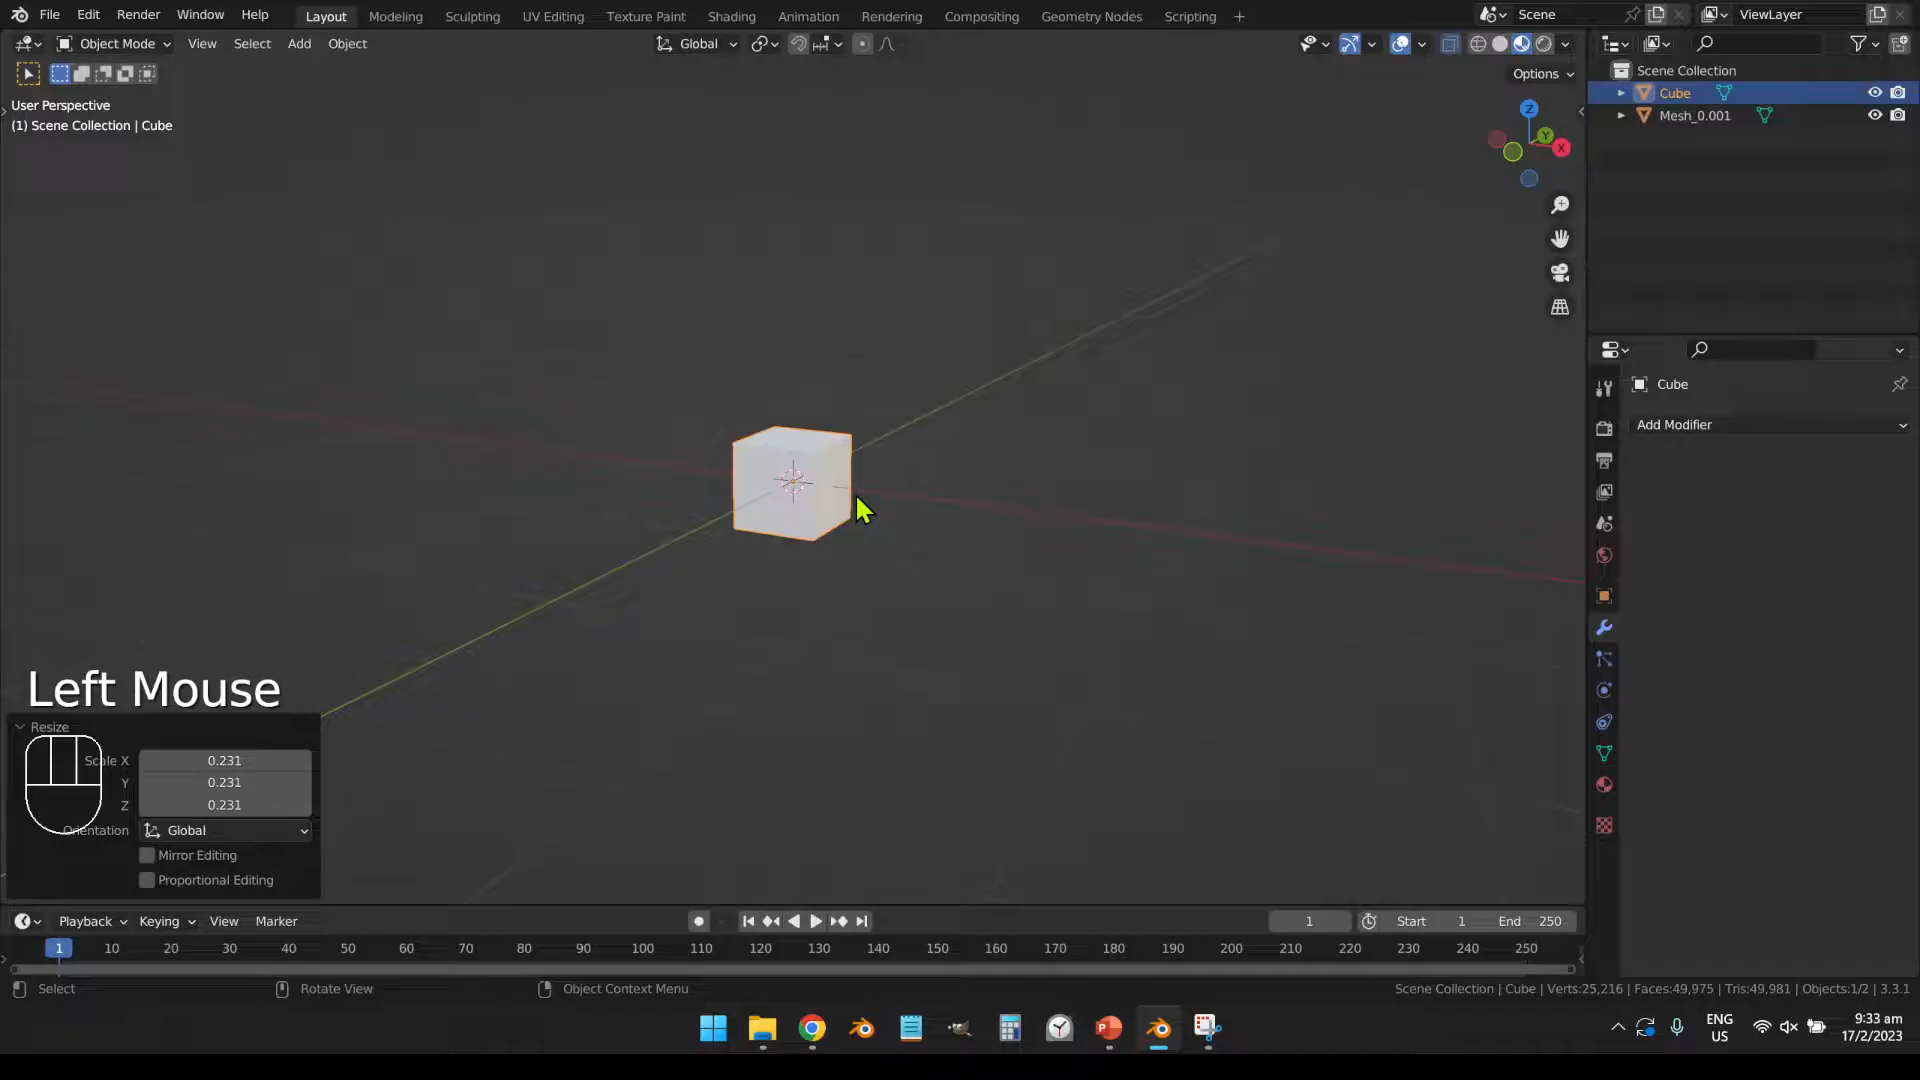 File Edit Render Window Help Layout Modeling Sculpting UV Editing Texture Paint Shading Animation Rendering Compositing Geometry Nodes Scripting + Scene ViewLayer
Object Mode View Select Add Object Global
Options
User Perspective
(1) Scene Collection | Cube
Z
Y
X
Scene Collection
Cube
Mesh_0.001
Cube
Add Modifier
Left Mouse
Resize
Scale X 0.231
Y 0.231
Z 0.231
Orientation Global
Mirror Editing
Proportional Editing
Playback Keying View Marker 1 Start 1 End 250
1 10 20 30 40 50 60 70 80 90 100 110 120 130 140 150 160 170 180 190 200 210 220 230 240 250
Select Rotate View Object Context Menu Scene Collection | Cube | Verts:25,216 | Faces:49,975 | Tris:49,981 | Objects:1/2 | 3.3.1
ENG
US
9:33 am
17/2/2023